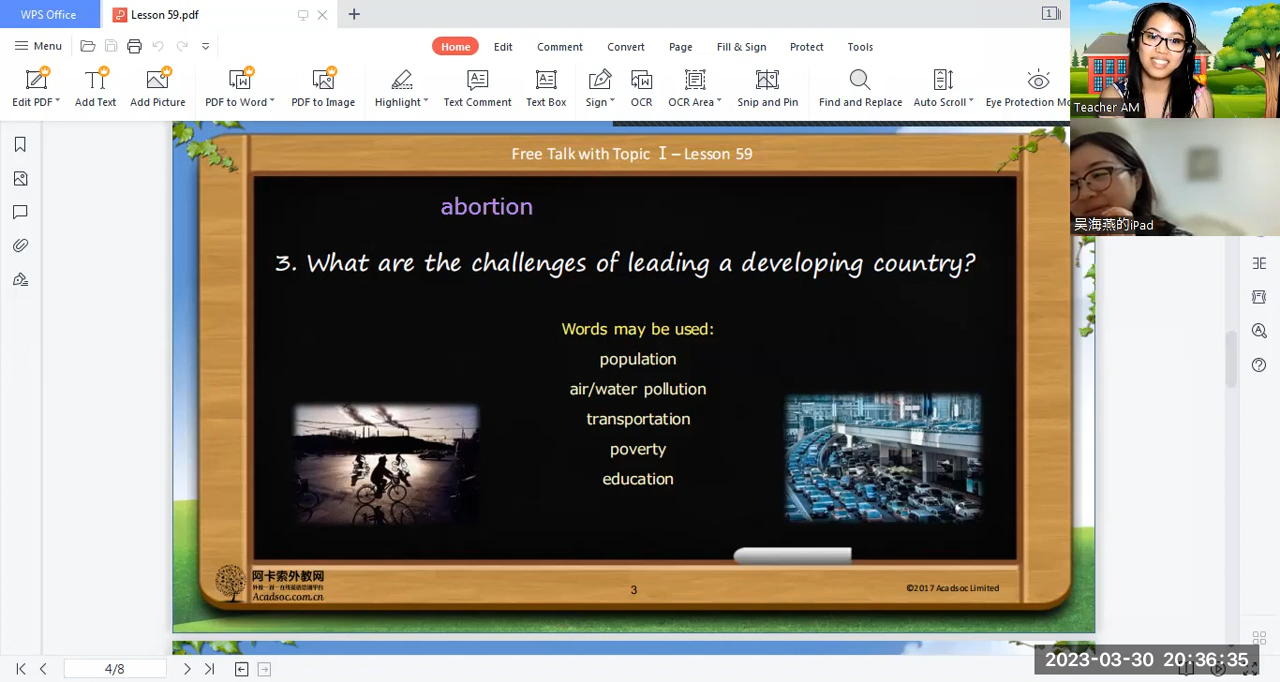 WPS Office
Lesson 59.pdf
1
Menu
Home Edit Comment Convert Page Fill & Sign Protect Tools
Edit PDF Add Text Add Picture PDF to Word PDF to Image Highlight Text Comment Text Box Sign OCR OCR Area Snip and Pin Find and Replace Auto Scroll Eye Protection Mo
Teacher AM
吴海燕的iPad
Free Talk with Topic Ⅰ – Lesson 59
abortion
3. What are the challenges of leading a developing country?
Words may be used:
population
air/water pollution
transportation
poverty
education
阿卡索外教网
Acadsoc.com.cn
3
©2017 Acadsoc Limited
4/8
2023-03-30 20:36:35